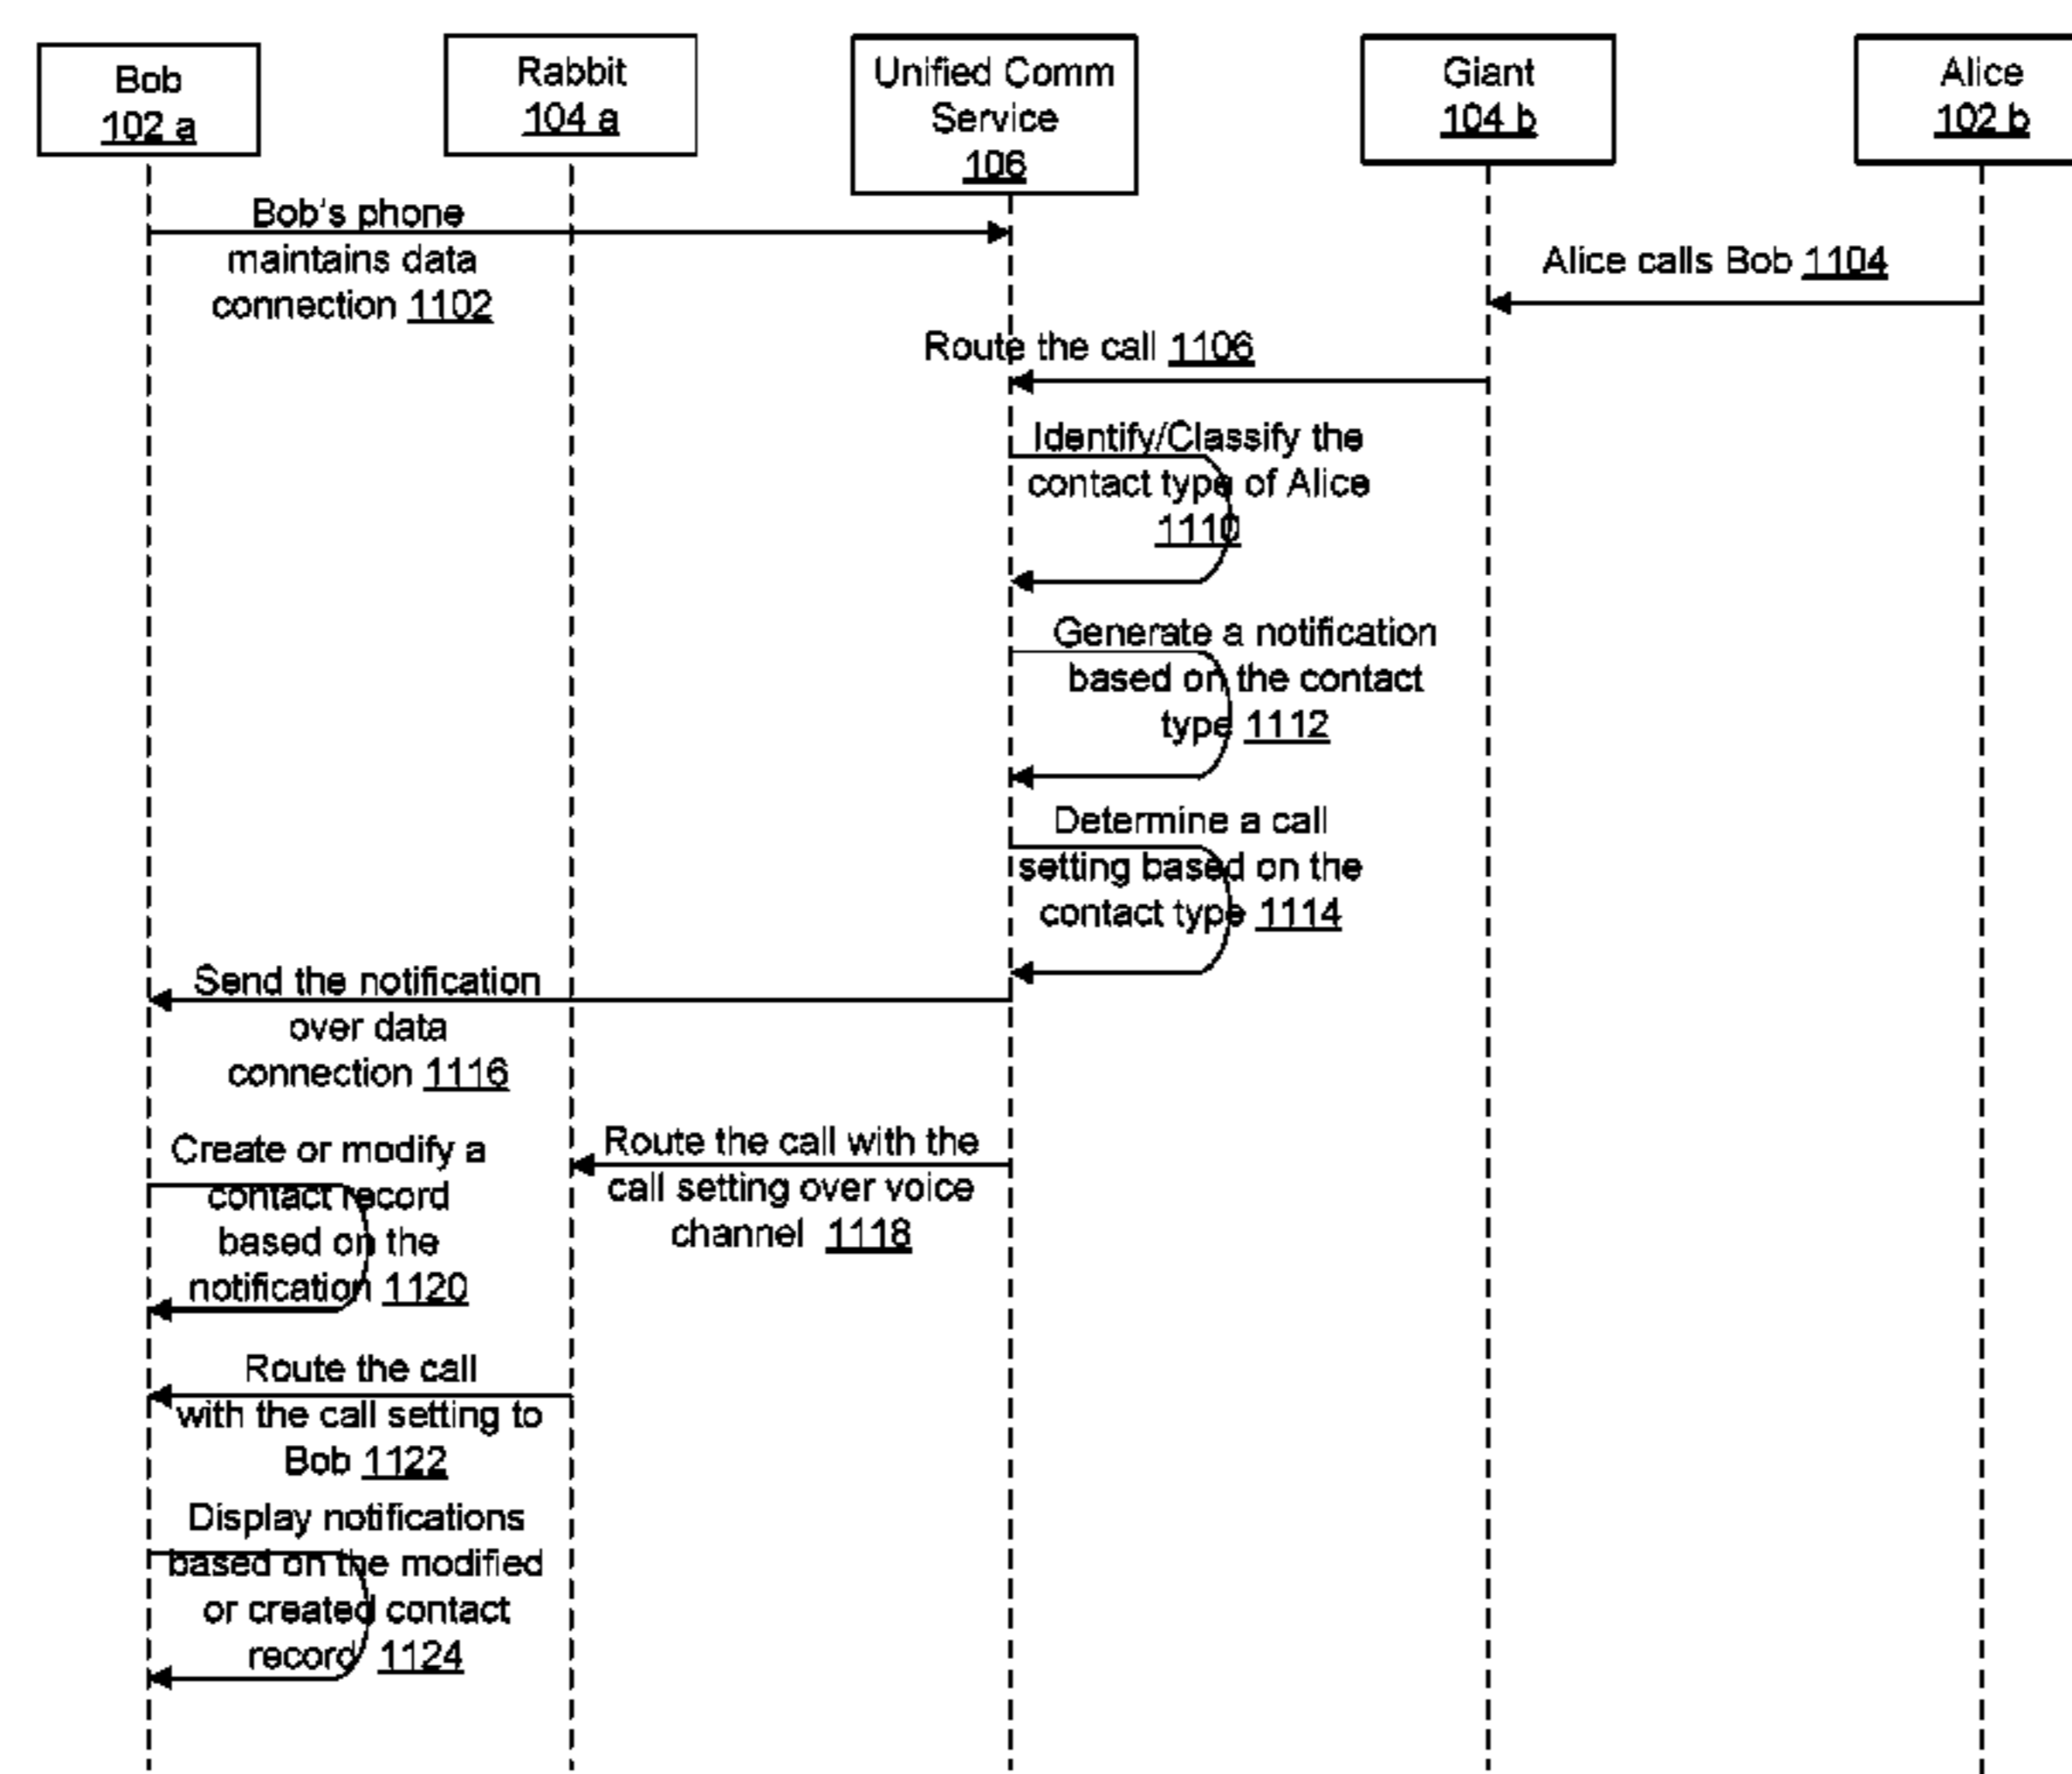 Bob
102 a
Rabbit
104 a
Unified Comm
Service
106
Giant
104 b
Alice
102 b
Bob's phone
maintains data
connection 1102
Alice calls Bob 1104
Route the call 1106
Identify/Classify the
contact type of Alice
1110
Generate a notification
based on the contact
type 1112
Determine a call
setting based on the
contact type 1114
Send the notification
over data
connection 1116
Route the call with the
call setting over voice
channel 1118
Create or modify a
contact record
based on the
notification 1120
Route the call
with the call setting to
Bob 1122
Display notifications
based on the modified
or created contact
record 1124